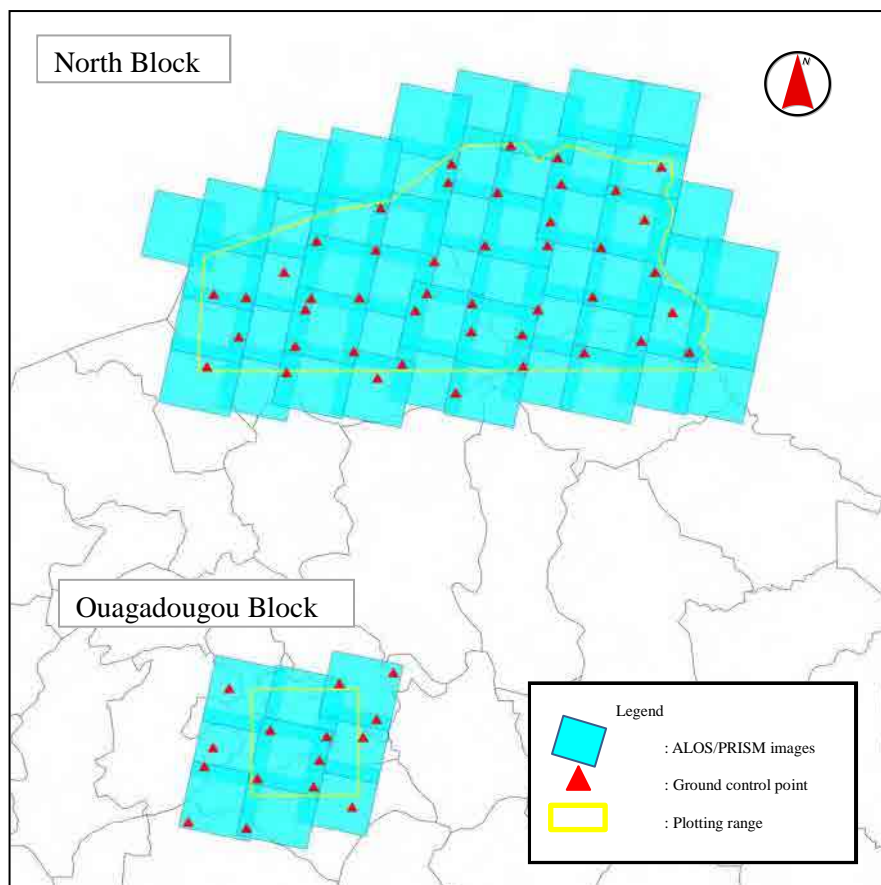 North Block
N
Ouagadougou Block
Legend
: ALOS/PRISM images
: Ground control point
: Plotting range